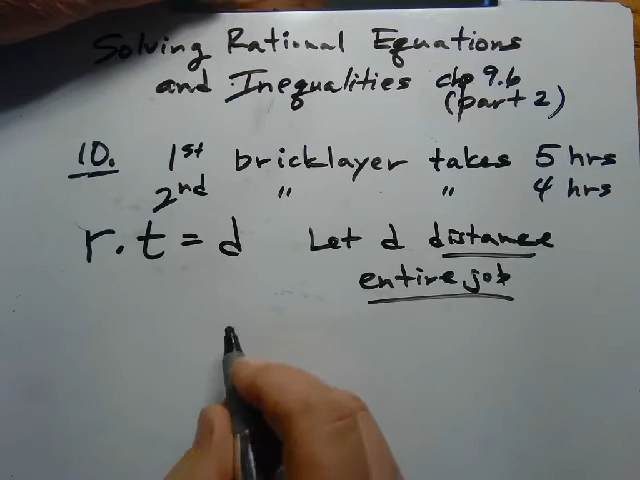 Solving Rational Equations
and Inequalities chp 9.6
(part 2)
10. 1st bricklayer takes 5 hrs
2nd " " 4 hrs
r . t = d Let d distance
entire job